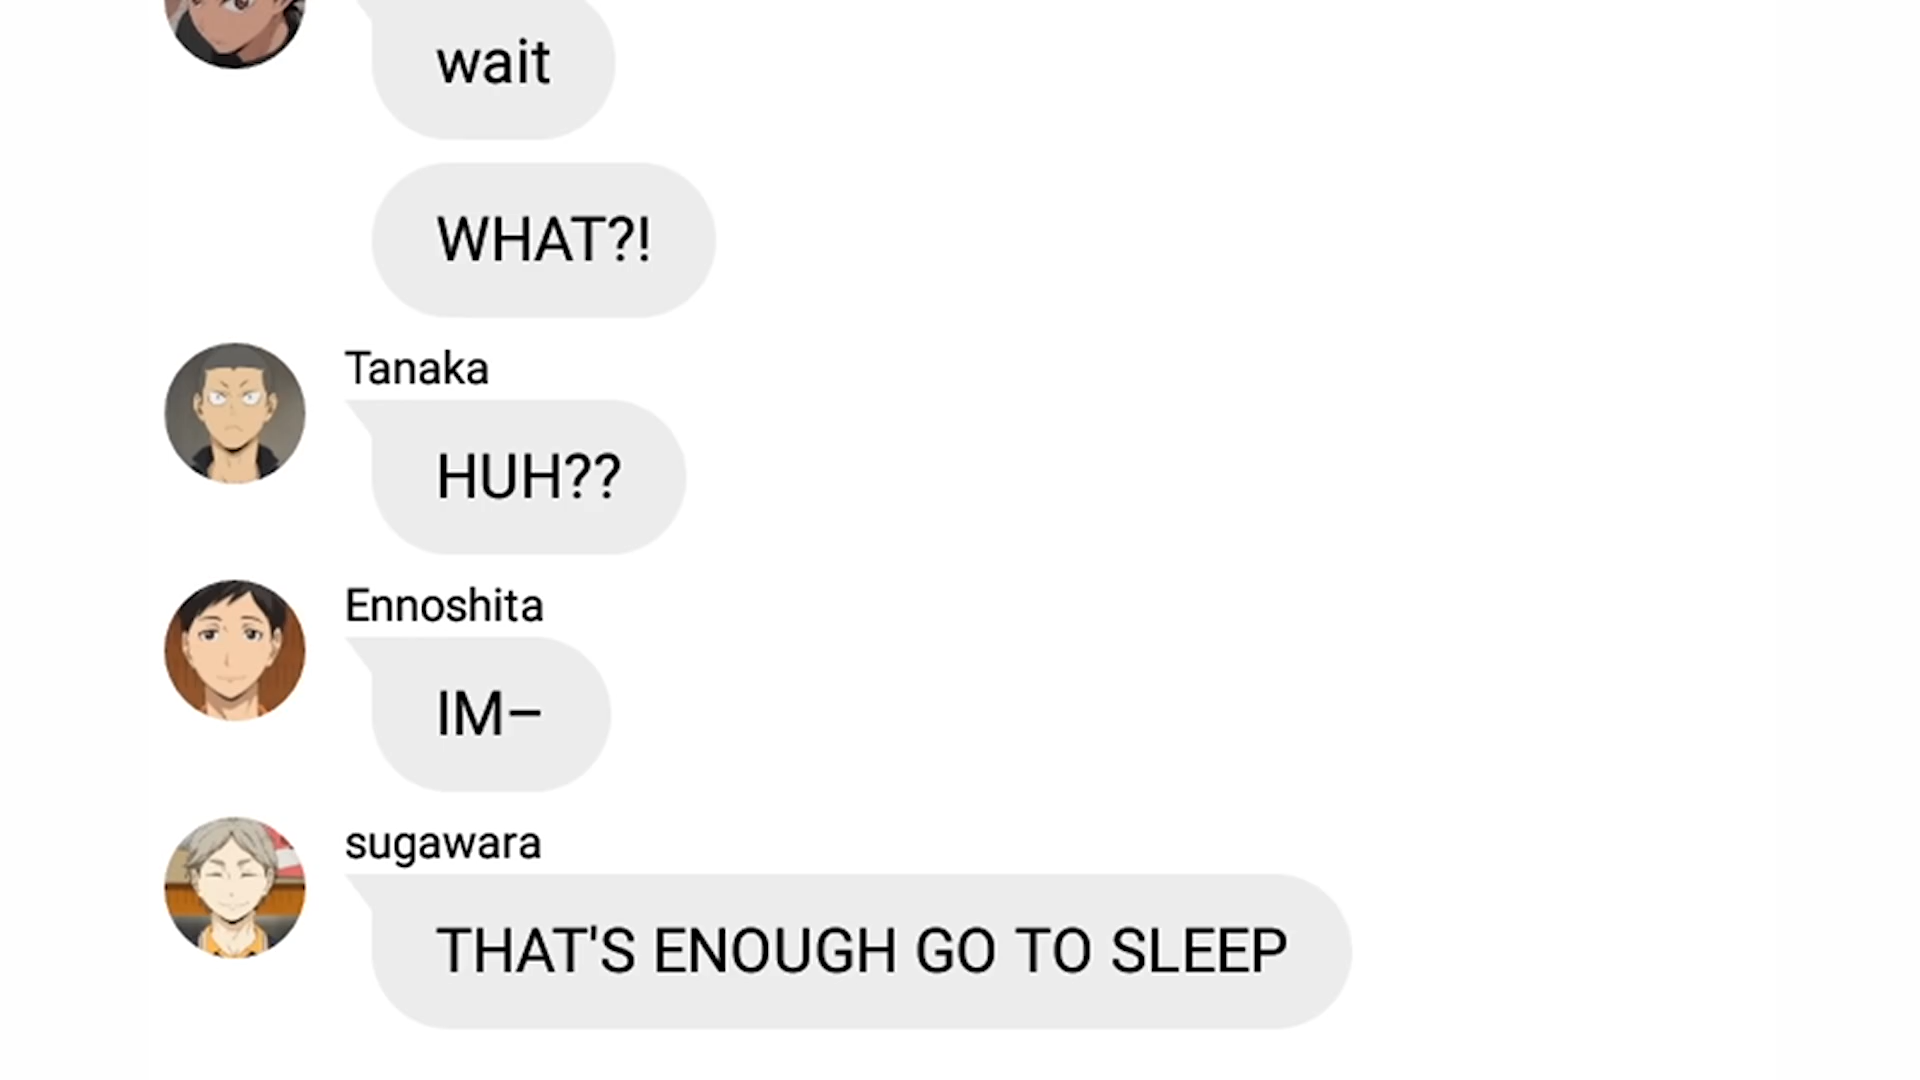 wait
WHAT?!
Tanaka
HUH??
Ennoshita
IM–
sugawara
THAT'S ENOUGH GO TO SLEEP